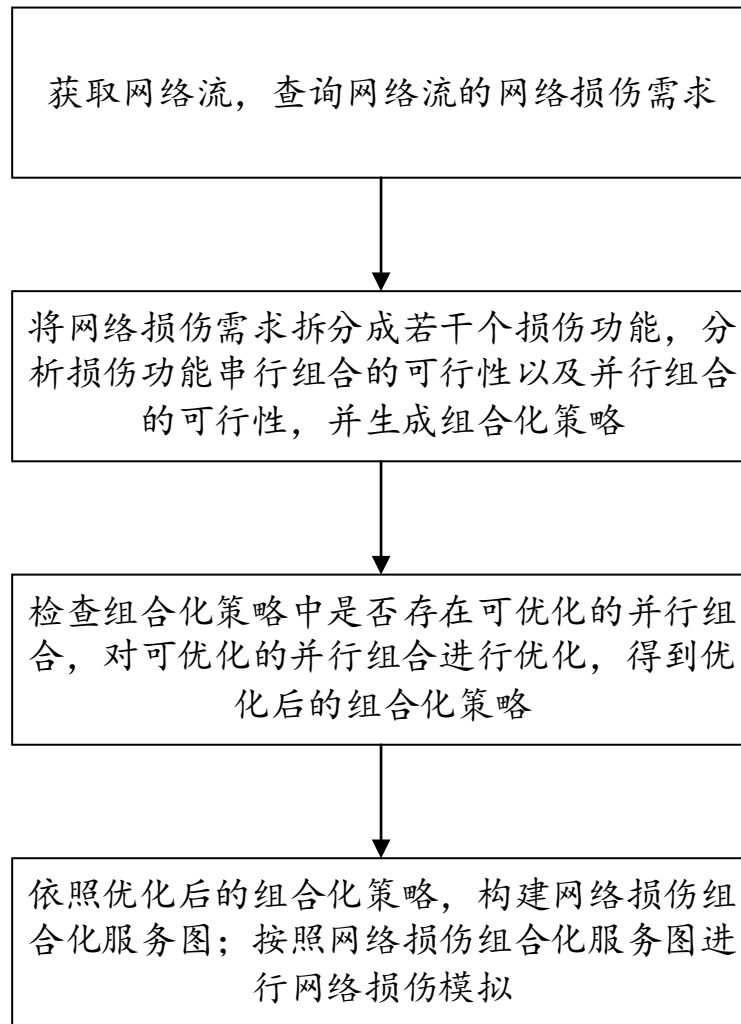 获取网络流，查询网络流的网络损伤需求
将网络损伤需求拆分成若干个损伤功能，分
析损伤功能串行组合的可行性以及并行组合
的可行性，并生成组合化策略
检查组合化策略中是否存在可优化的并行组
合，对可优化的并行组合进行优化，得到优
化后的组合化策略
依照优化后的组合化策略，构建网络损伤组
合化服务图；按照网络损伤组合化服务图进
行网络损伤模拟